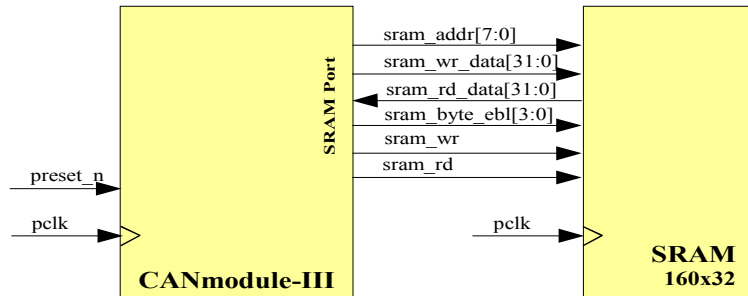 sram_addr[7:0]
sram_wr_data[31:0]
sram_rd_data[31:0]
sram_byte_ebl[3:0]
sram_wr
sram_rd
SRAM Port
preset_n
pclk
CANmodule-III
pclk
SRAM
160x32